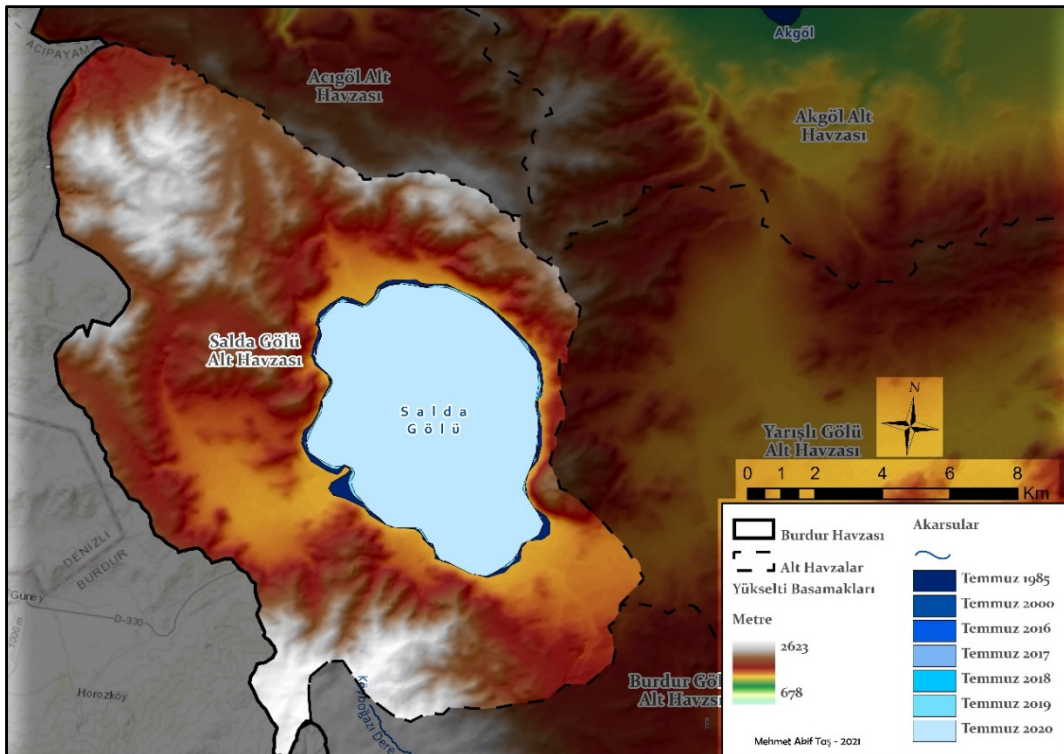 Akgöl
ACIPAYAM
Acıgöl Alt
Havzası
Akgöl Alt
Havzası
Salda Gölü
Alt Havzası
Salda
Gölü
N
Yarışlı Gölü
Alt Havzası
0 1 2 4 6 8
Km
DENİZLİ
BURDUR
Güney
D-330
1000 m
Horozköy
Burdur Göl
Alt Havzası
Burdur Havzası
Alt Havzalar
Yükselti Basamakları
Metre
2623
678
Akarsular
Temmuz 1985
Temmuz 2000
Temmuz 2016
Temmuz 2017
Temmuz 2018
Temmuz 2019
Temmuz 2020
Mehmet Akif Taş - 2021